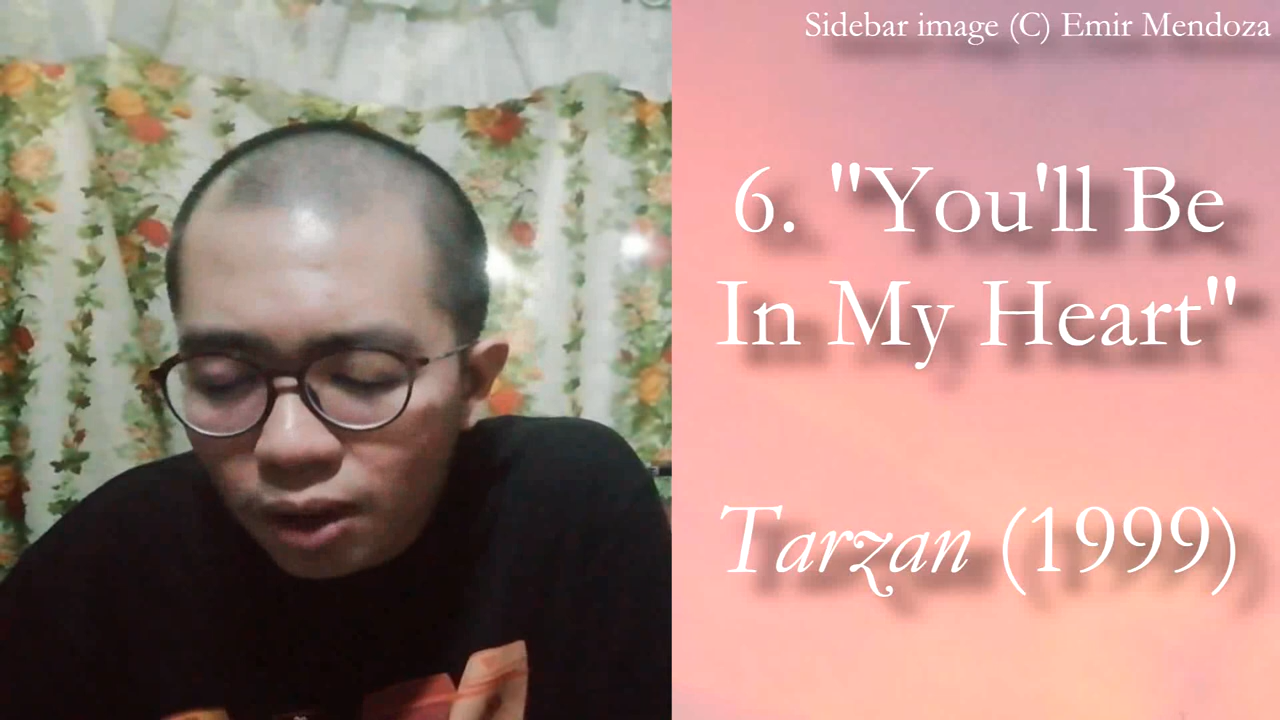 Sidebar image (C) Emir Mendoza
6. "You'll Be
In My Heart"
Tarzan (1999)